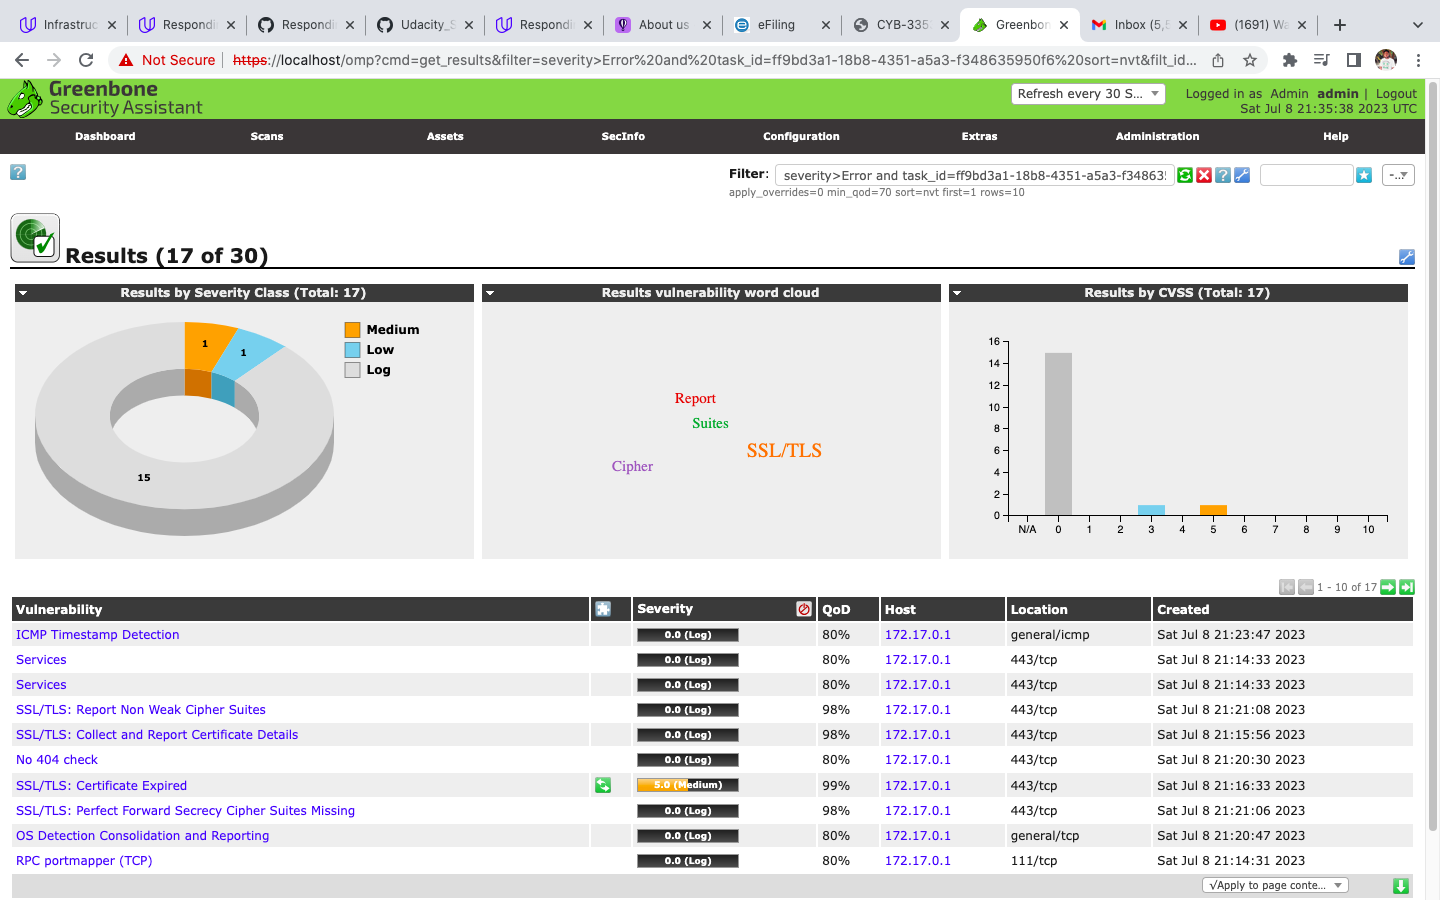 Infrastruc
Respondin
Respondin
Udacity_S
Respondin
About us
eFiling
CYB-335
Greenbon
Inbox (5,5
(1691) Wa
Not Secure
https://localhost/omp?cmd=get_results&filter=severity>Error%20and%20task_id=ff9bd3a1-18b8-4351-a5a3-f348635950f6%20sort=nvt&filt_id...
Greenbone
Security Assistant
Refresh every 30 S...
Logged in as Admin admin | Logout
Sat Jul 8 21:35:38 2023 UTC
Dashboard Scans Assets SecInfo Configuration Extras Administration Help
Filter: severity>Error and task_id=ff9bd3a1-18b8-4351-a5a3-f34863
apply_overrides=0 min_qod=70 sort=nvt first=1 rows=10
Results (17 of 30)
Results by Severity Class (Total: 17)
1
1
15
Medium
Low
Log
Results vulnerability word cloud
Report
Suites
SSL/TLS
Cipher
Results by CVSS (Total: 17)
16
14
12
10
8
6
4
2
0
N/A 0 1 2 3 4 5 6 7 8 9 10
1 - 10 of 17
Vulnerability Severity QoD Host Location Created
ICMP Timestamp Detection 0.0 (Log) 80% 172.17.0.1 general/icmp Sat Jul 8 21:23:47 2023
Services 0.0 (Log) 80% 172.17.0.1 443/tcp Sat Jul 8 21:14:33 2023
Services 0.0 (Log) 80% 172.17.0.1 443/tcp Sat Jul 8 21:14:33 2023
SSL/TLS: Report Non Weak Cipher Suites 0.0 (Log) 98% 172.17.0.1 443/tcp Sat Jul 8 21:21:08 2023
SSL/TLS: Collect and Report Certificate Details 0.0 (Log) 98% 172.17.0.1 443/tcp Sat Jul 8 21:15:56 2023
No 404 check 0.0 (Log) 80% 172.17.0.1 443/tcp Sat Jul 8 21:20:30 2023
SSL/TLS: Certificate Expired 5.0 (Medium) 99% 172.17.0.1 443/tcp Sat Jul 8 21:16:33 2023
SSL/TLS: Perfect Forward Secrecy Cipher Suites Missing 0.0 (Log) 98% 172.17.0.1 443/tcp Sat Jul 8 21:21:06 2023
OS Detection Consolidation and Reporting 0.0 (Log) 80% 172.17.0.1 general/tcp Sat Jul 8 21:20:47 2023
RPC portmapper (TCP) 0.0 (Log) 80% 172.17.0.1 111/tcp Sat Jul 8 21:14:31 2023
√Apply to page conte...